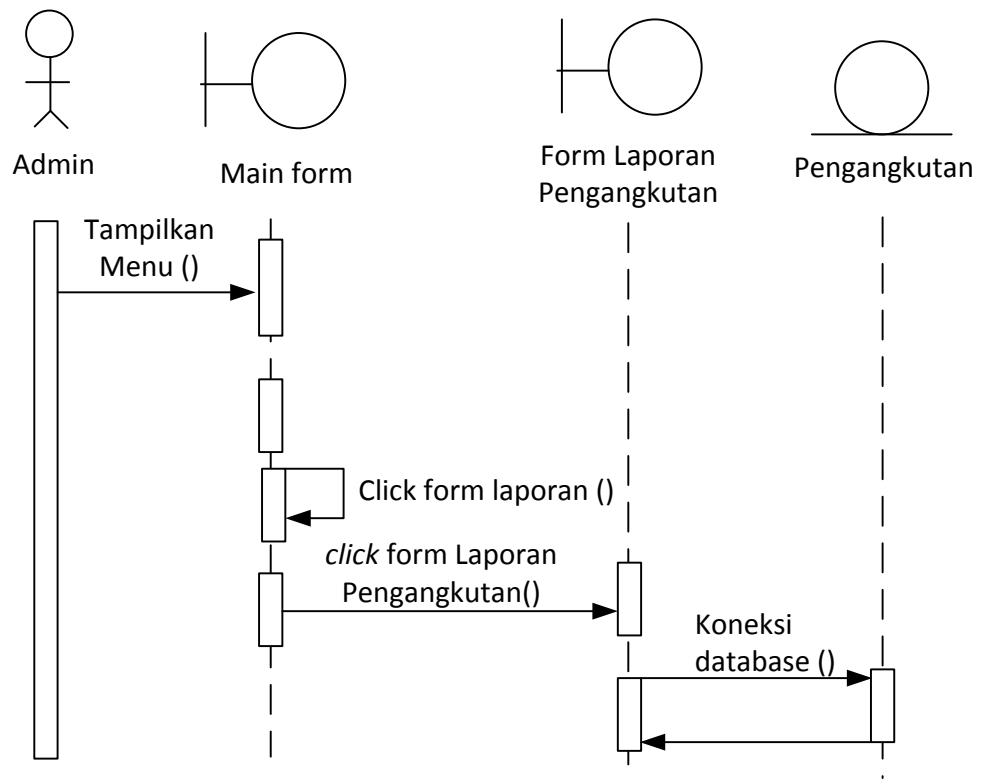 Admin
Main form
Form Laporan
Pengangkutan
Pengangkutan
Tampilkan
Menu ()
Click form laporan ()
click form Laporan
Pengangkutan()
Koneksi
database ()